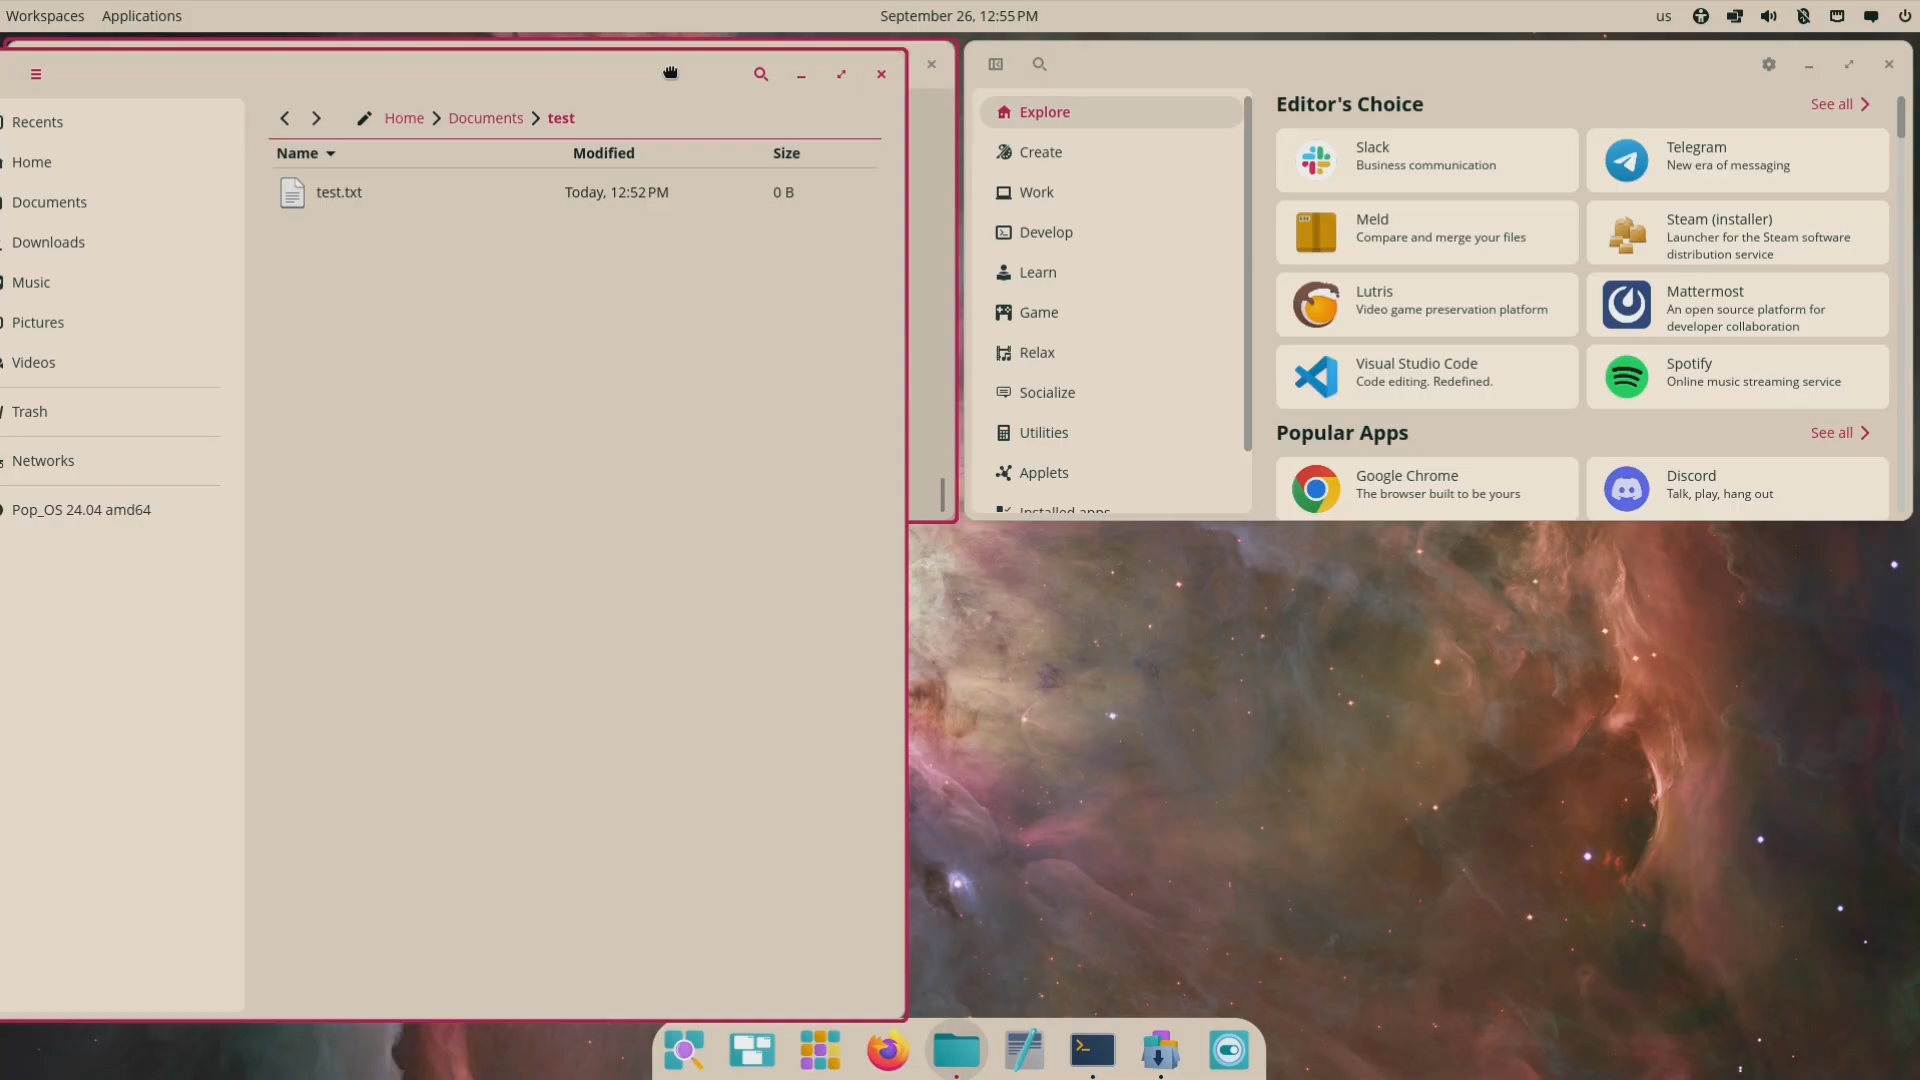 Workspaces Applications September 26, 12:55 PM us
Home Documents test
Name Modified Size
test.txt Today, 12:52 PM 0 B
Recents
Home
Documents
Downloads
Music
Pictures
Videos
Trash
Networks
Pop_OS 24.04 amd64
Explore
Create
Work
Develop
Learn
Game
Relax
Socialize
Utilities
Applets
Installed apps
Editor's Choice See all
Slack
Business communication
Telegram
New era of messaging
Meld
Compare and merge your files
Steam (installer)
Launcher for the Steam software
distribution service
Lutris
Video game preservation platform
Mattermost
An open source platform for
developer collaboration
Visual Studio Code
Code editing. Redefined.
Spotify
Online music streaming service
Popular Apps See all
Google Chrome
The browser built to be yours
Discord
Talk, play, hang out